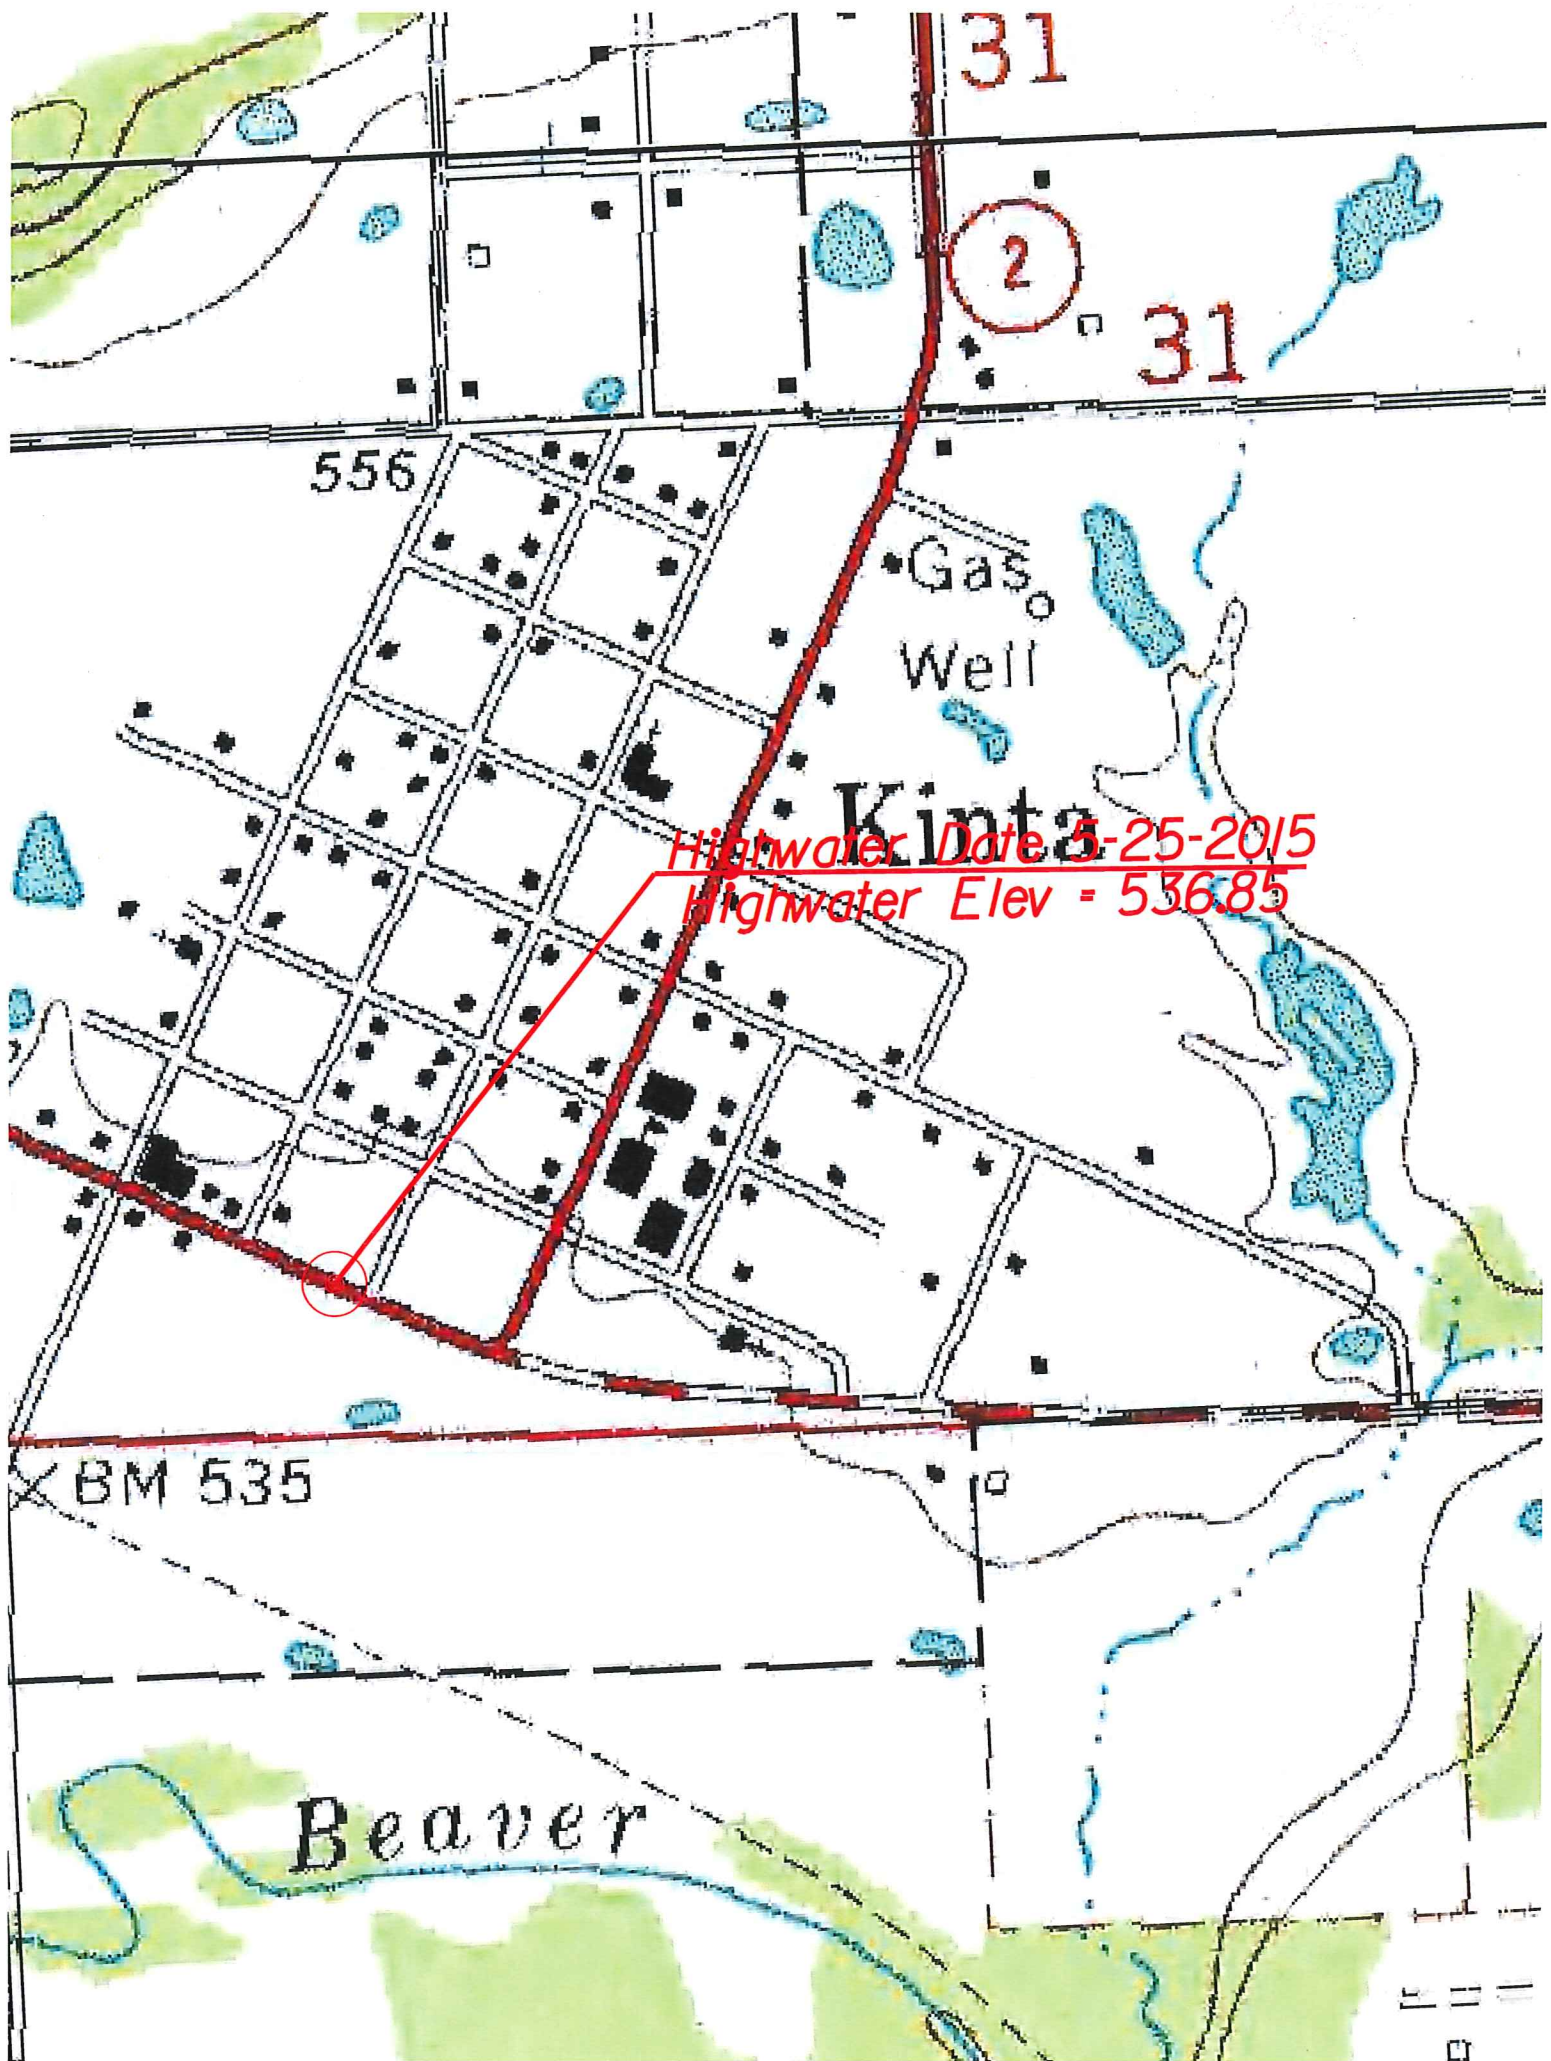 31
2
31
556
Gas
Well
Kinta
Highwater Date 5-25-2015
Highwater Elev = 536.85
BM 535
Beaver